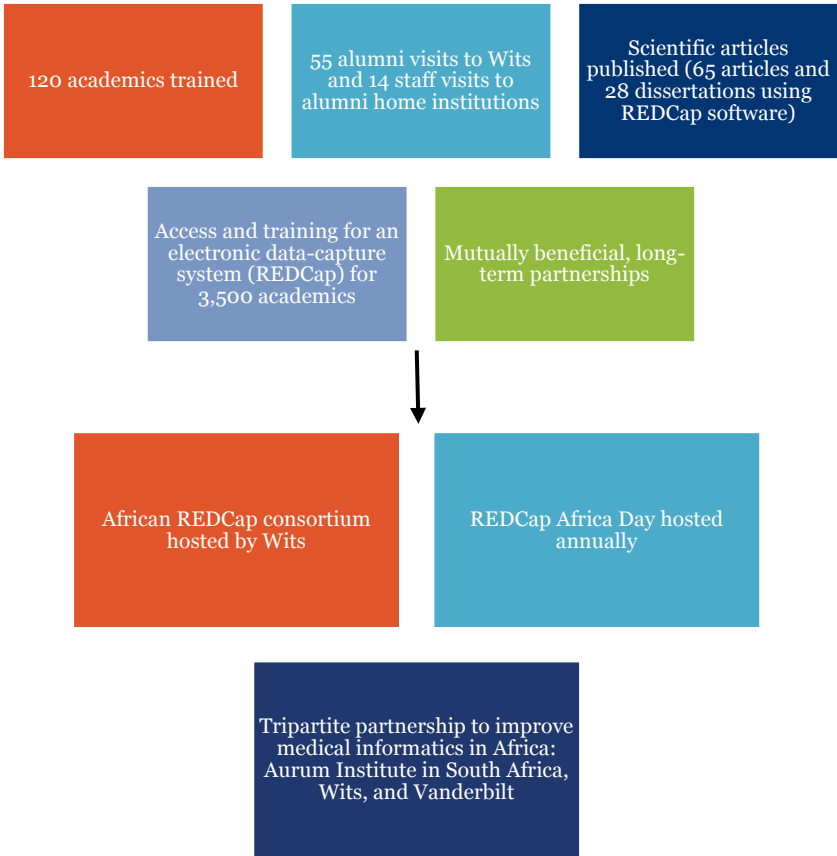 120 academics trained
55 alumni visits to Wits
and 14 staff visits to
alumni home institutions
Scientific articles
published (65 articles and
28 dissertations using
REDCap software)
Access and training for an
electronic data-capture
system (REDCap) for
3,500 academics
Mutually beneficial, long-
term partnerships
African REDCap consortium
hosted by Wits
REDCap Africa Day hosted
annually
Tripartite partnership to improve
medical informatics in Africa:
Aurum Institute in South Africa,
Wits, and Vanderbilt